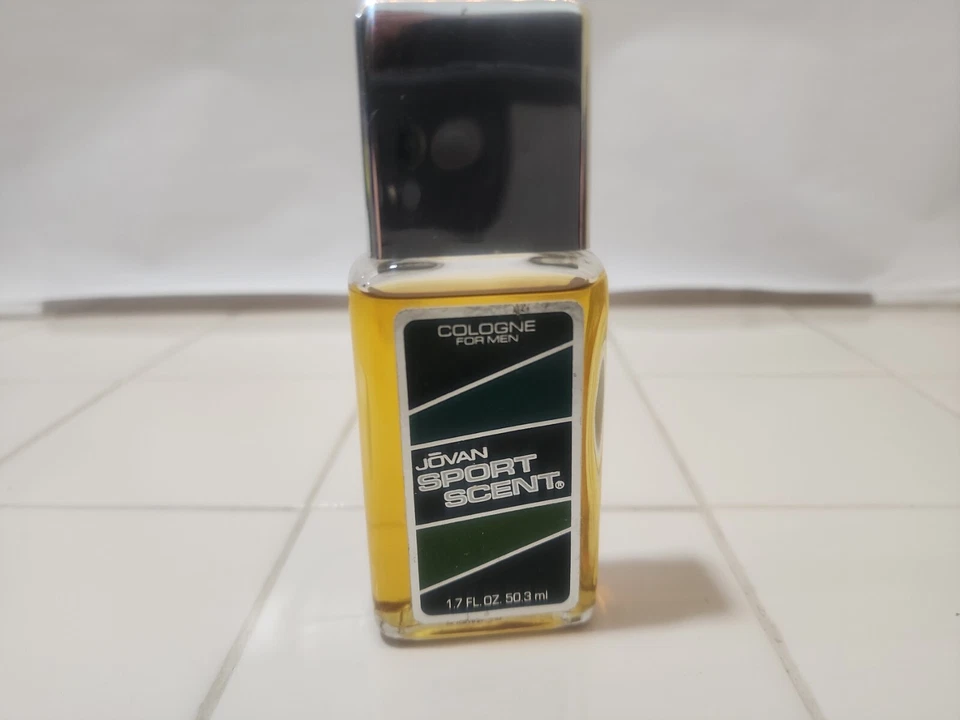 COLOGNE
FOR MEN
JŌVAN
SPORT
SCENT®
1.7 FL. OZ. 50.3 ml